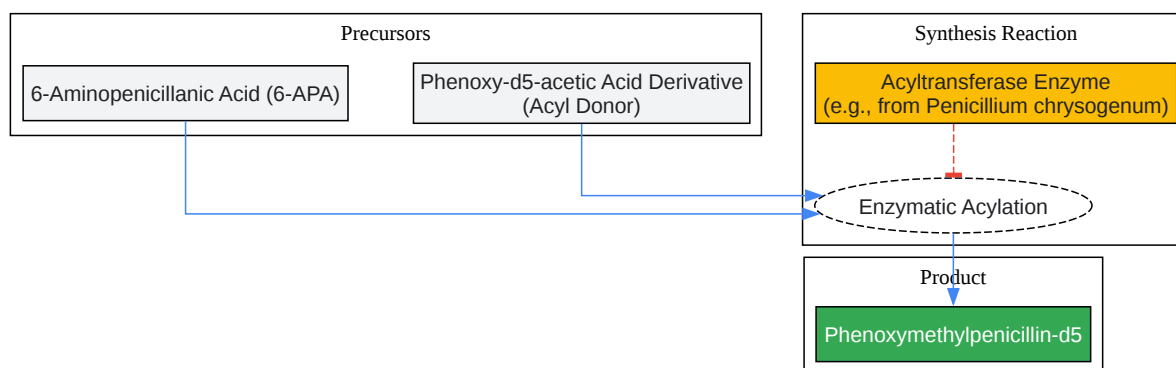 Precursors
6-Aminopenicillanic Acid (6-APA)
Phenoxy-d5-acetic Acid Derivative
(Acyl Donor)
Synthesis Reaction
Acyltransferase Enzyme
(e.g., from Penicillium chrysogenum)
Enzymatic Acylation
Product
Phenoxymethylpenicillin-d5